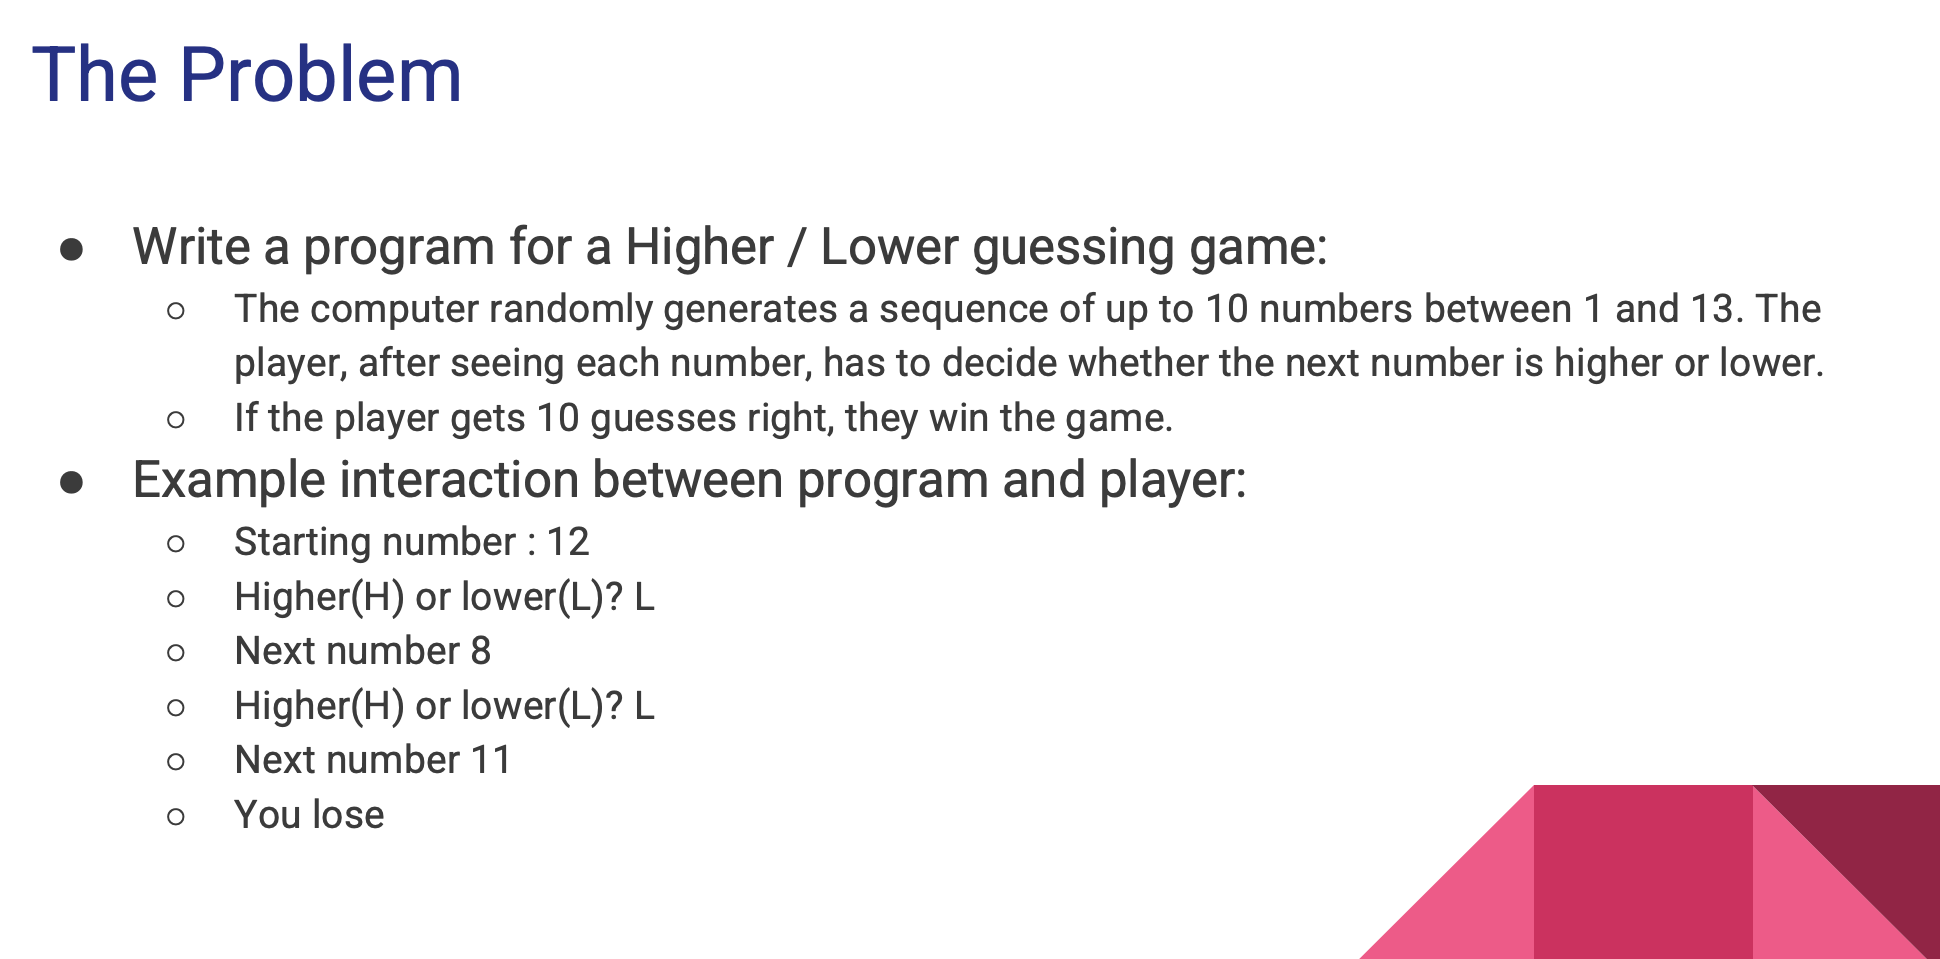 The Problem
● Write a program for a Higher / Lower guessing game:
○ The computer randomly generates a sequence of up to 10 numbers between 1 and 13. The
player, after seeing each number, has to decide whether the next number is higher or lower.
○ If the player gets 10 guesses right, they win the game.
● Example interaction between program and player:
○ Starting number : 12
○ Higher(H) or lower(L)? L
○ Next number 8
○ Higher(H) or lower(L)? L
○ Next number 11
○ You lose